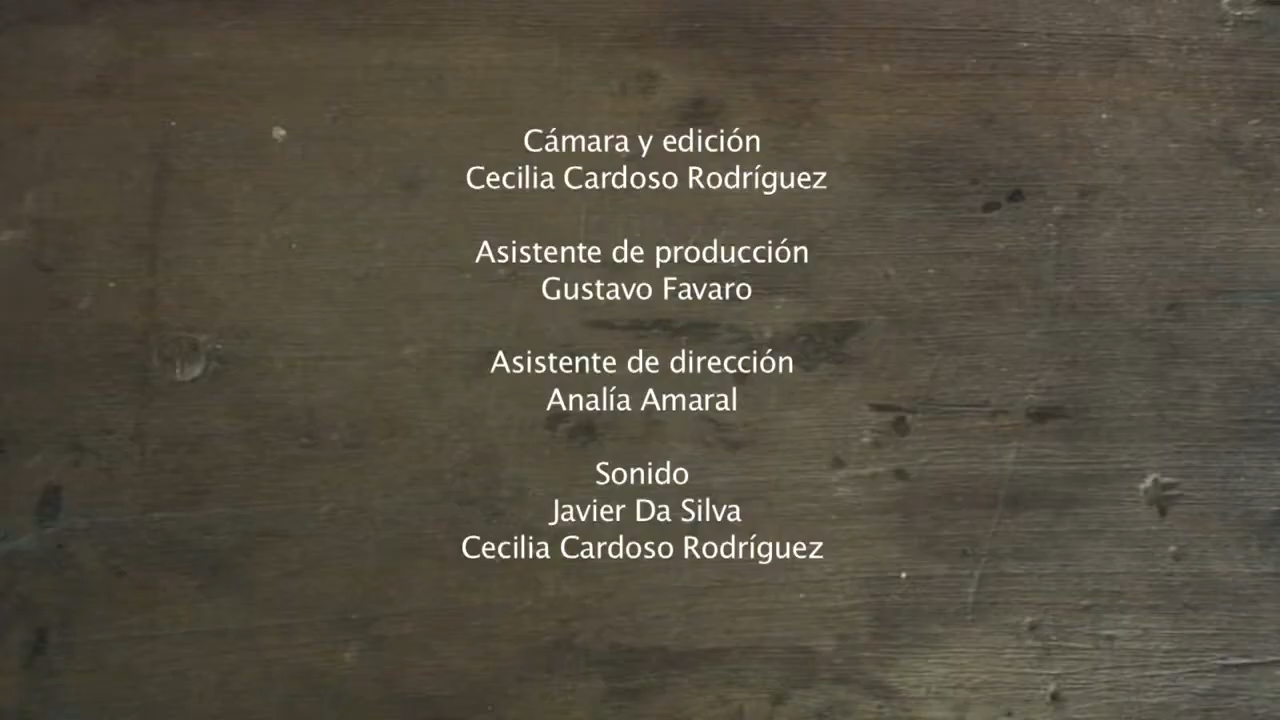 Cámara y edición
Cecilia Cardoso Rodríguez
Asistente de producción
Gustavo Favaro
Asistente de dirección
Analía Amaral
Sonido
Javier Da Silva
Cecilia Cardoso Rodríguez